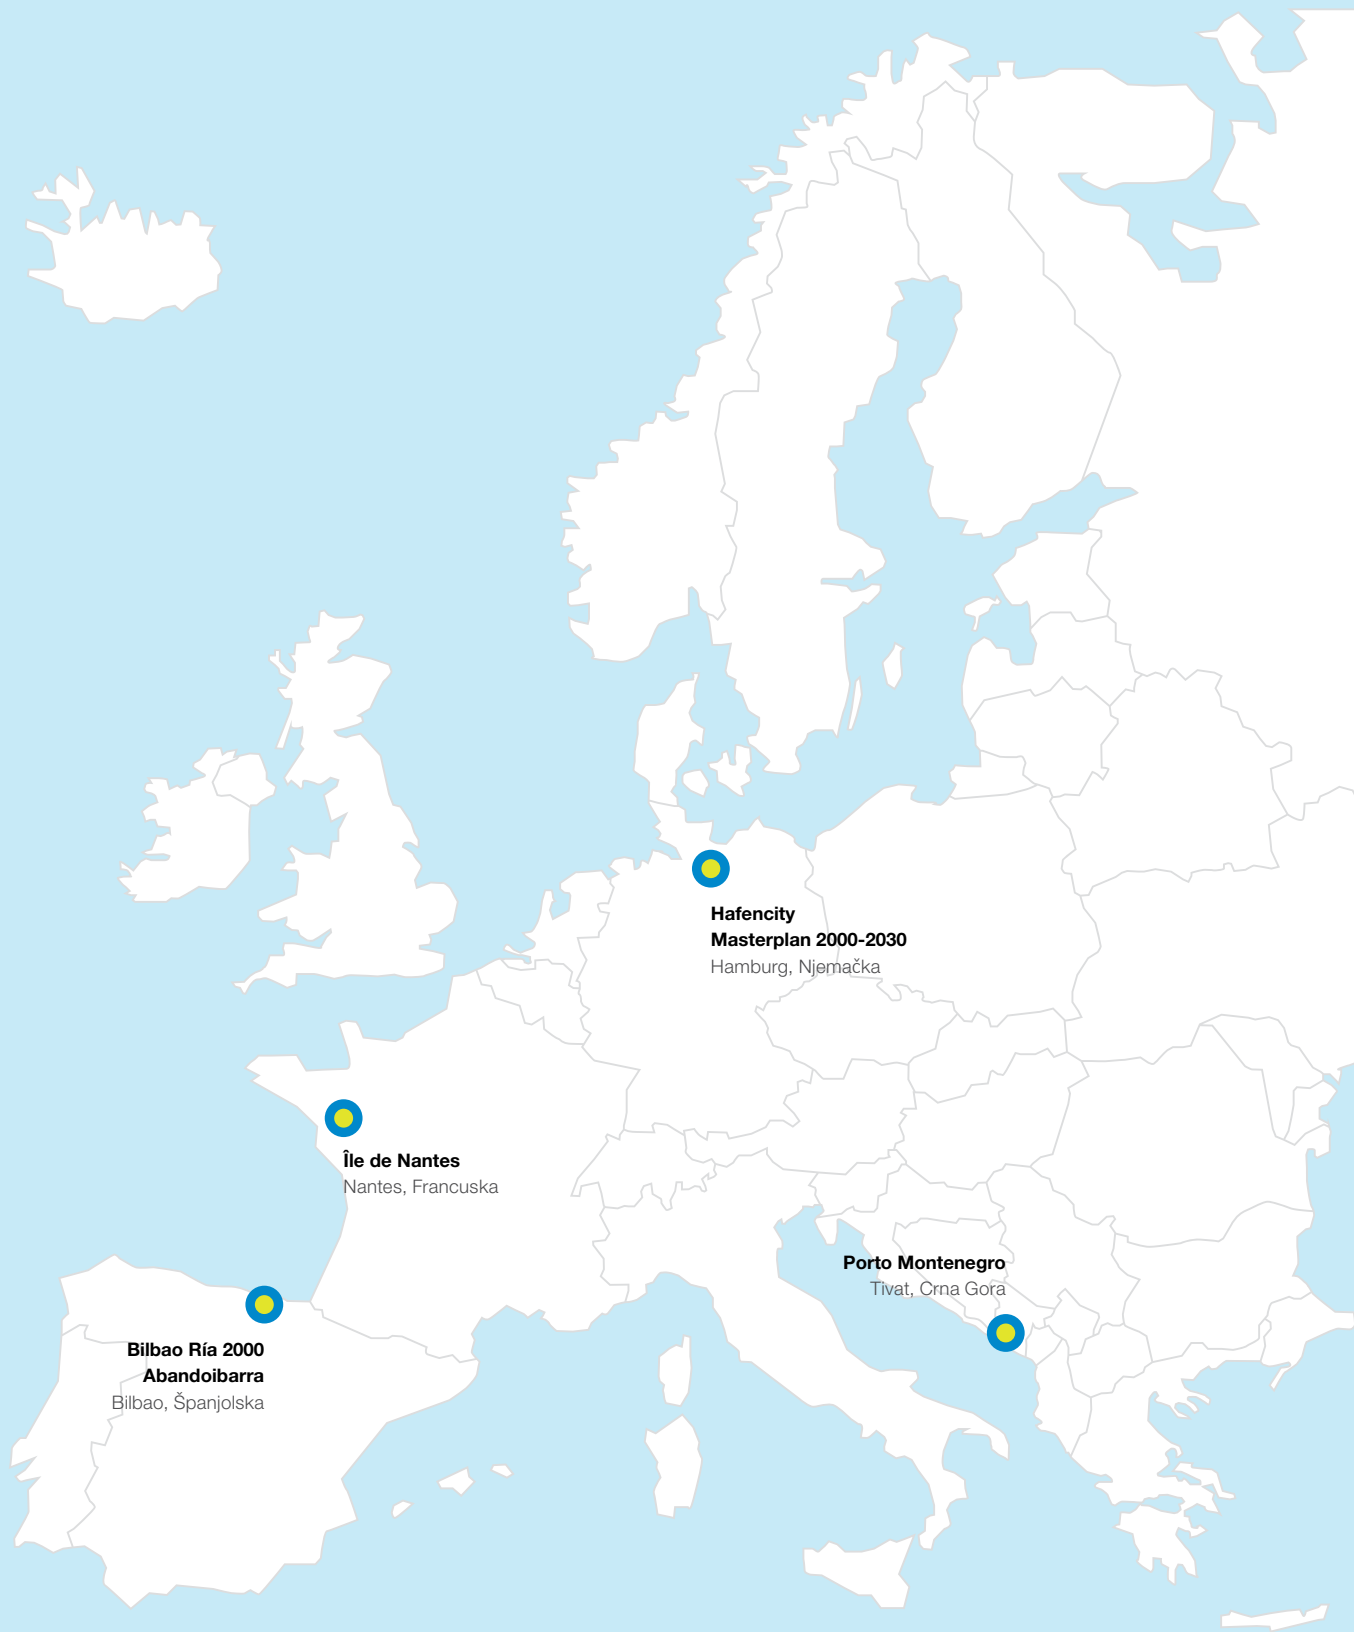 Hafencity
Masterplan 2000-2030
Hamburg, Njemačka
Île de Nantes
Nantes, Francuska
Porto Montenegro
Tivat, Crna Gora
Bilbao Ría 2000
Abandoibarra
Bilbao, Španjolska